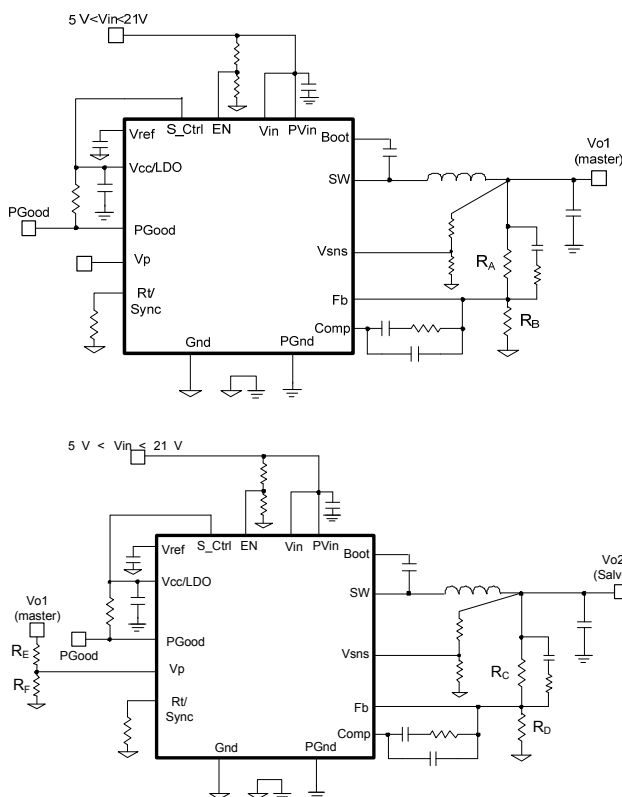 5 V<Vin<21V
S_Ctrl EN Vin PVin
Vref
Boot
Vcc/LDO
SW
Vo1
(master)
PGood
PGood
Vsns
RA
Vp
Rt/
Sync
Fb
RB
Comp
Gnd PGnd
5 V < Vin < 21 V
S_Ctrl EN Vin PVin
Vref
Boot
Vcc/LDO
SW
Vo2
(Salv
Vo1
(master)
PGood
PGood
RE
Vsns
RC
Vp
RF
Rt/
Sync
Fb
RD
Comp
Gnd PGnd